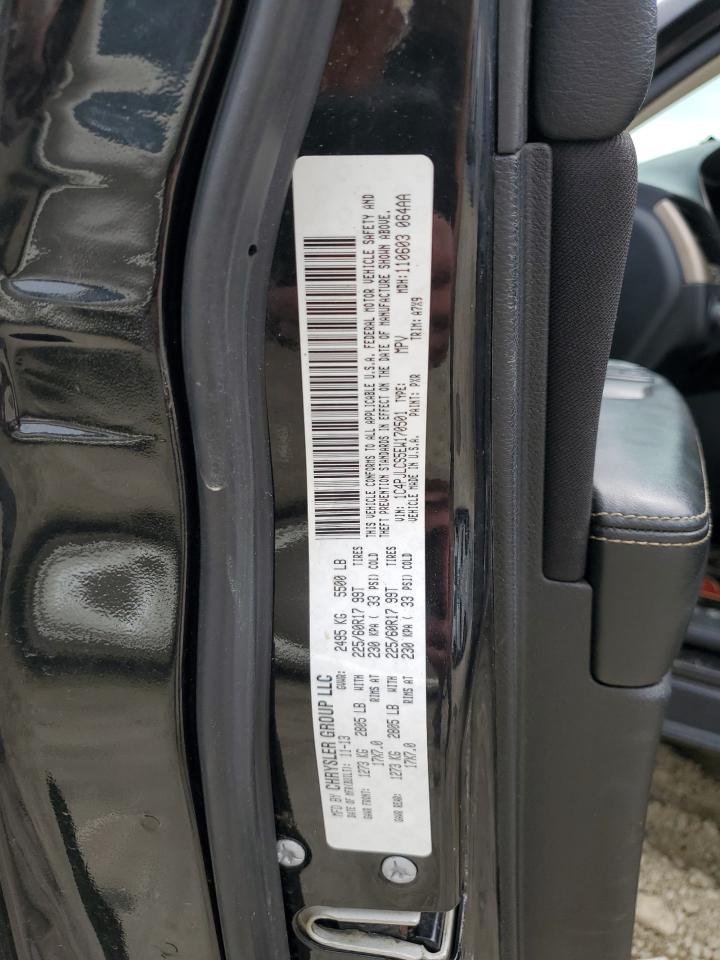 MFD BY CHRYSLER GROUP LLC
DATE OF MFR(BUILT): 11-13 GVWR: 2495 KG 5500 LB
GAWR FRONT: 1273 KG 2805 LB WITH 225/60R17 99T TIRES
17X7.0 RIMS AT 230 KPA ( 33 PSI) COLD
GAWR REAR: 1273 KG 2805 LB WITH 225/60R17 99T TIRES
17X7.0 RIMS AT 230 KPA ( 33 PSI) COLD
THIS VEHICLE CONFORMS TO ALL APPLICABLE U.S.A. FEDERAL MOTOR VEHICLE SAFETY AND
THEFT PREVENTION STANDARDS IN EFFECT ON THE DATE OF MANUFACTURE SHOWN ABOVE.
VIN: 1C4PJLCS5EW170501 TYPE: MPV MDH: 110603 064AA
VEHICLE MADE IN U.S.A. PAINT: PXR TRIM: A7X9